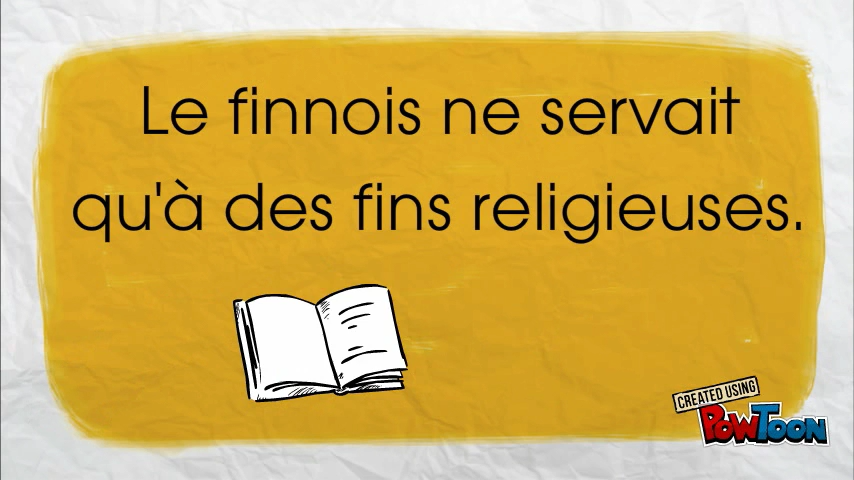 Le finnois ne servait
qu'à des fins religieuses.
CREATED USING
POWTOON